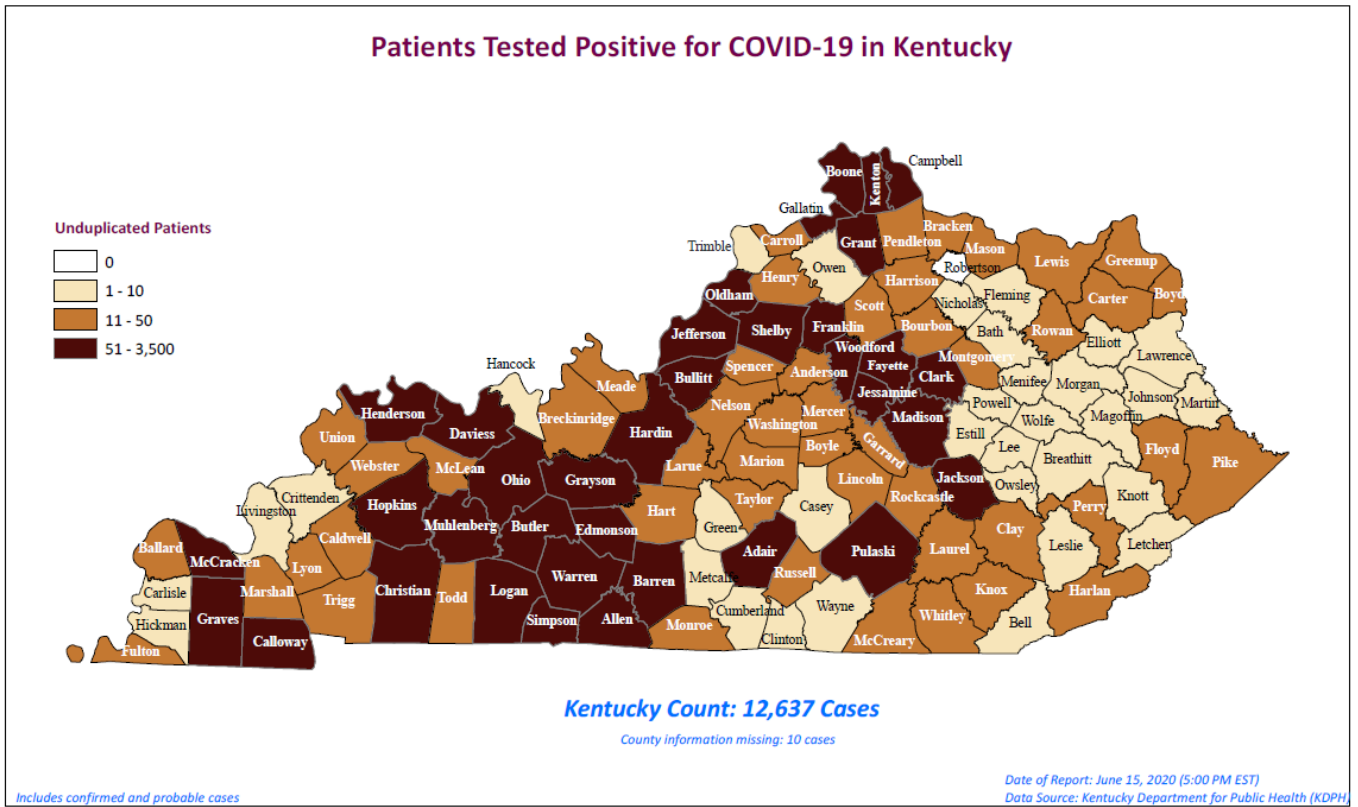 Patients Tested Positive for COVID-19 in Kentucky
Unduplicated Patients
0
1 - 10
11 - 50
51 - 3,500
Boone
Kenton
Campbell
Gallatin
Trimble
Carroll
Grant
Pendleton
Bracken
Mason
Owen
Robertson
Lewis
Greenup
Henry
Harrison
Oldham
Scott
Nicholas
Fleming
Carter
Boyd
Jefferson
Shelby
Franklin
Bourbon
Bath
Rowan
Elliott
Lawrence
Woodford
Fayette
Montgomery
Hancock
Meade
Bullitt
Spencer
Anderson
Clark
Menifee
Morgan
Johnson
Martin
Jessamine
Henderson
Breckinridge
Nelson
Mercer
Madison
Powell
Magoffin
Daviess
Hardin
Washington
Wolfe
Union
Estill
Boyle
Garrard
Lee
Floyd
Pike
Webster
McLean
Larue
Marion
Breathitt
Ohio
Grayson
Lincoln
Jackson
Owsley
Crittenden
Livingston
Hopkins
Taylor
Rockcastle
Knott
Hart
Casey
Perry
Muhlenberg
Butler
Edmonson
Green
Clay
Caldwell
Ballard
McCracken
Adair
Pulaski
Laurel
Leslie
Letcher
Lyon
Warren
Barren
Metcalfe
Russell
Carlisle
Marshall
Trigg
Christian
Todd
Logan
Knox
Harlan
Hickman
Graves
Simpson
Allen
Cumberland
Wayne
Whitley
Monroe
Bell
Calloway
Clinton
McCreary
Fulton
Kentucky Count: 12,637 Cases
County information missing: 10 cases
Date of Report: June 15, 2020 (5:00 PM EST)
Includes confirmed and probable cases
Data Source: Kentucky Department for Public Health (KDPH)